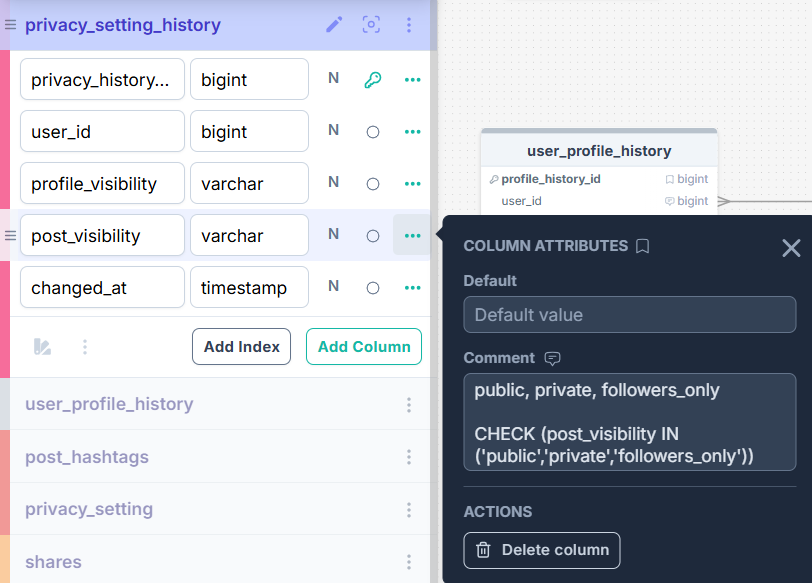 privacy_setting_history
privacy_history... bigint N
user_id bigint N
profile_visibility varchar N
post_visibility varchar N
changed_at timestamp N
Add Index Add Column
user_profile_history
post_hashtags
privacy_setting
shares
user_profile_history
profile_history_id bigint
user_id bigint
COLUMN ATTRIBUTES
Default
Default value
Comment
public, private, followers_only
CHECK (post_visibility IN
('public','private','followers_only'))
ACTIONS
Delete column